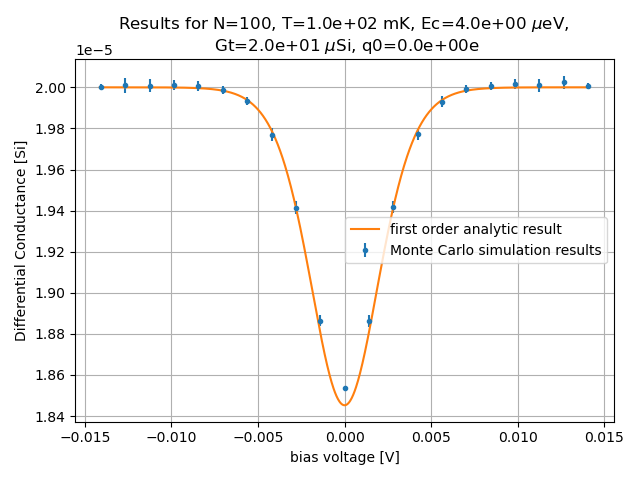 Results for N=100, T=1.0e+02 mK, Ec=4.0e+00 μeV,
Gt=2.0e+01 μSi, q0=0.0e+00e
1e−5
2.00
1.98
1.96
1.94
1.92
1.90
1.88
1.86
1.84
Differential Conductance [Si]
first order analytic result
Monte Carlo simulation results
−0.015 −0.010 −0.005 0.000 0.005 0.010 0.015
bias voltage [V]